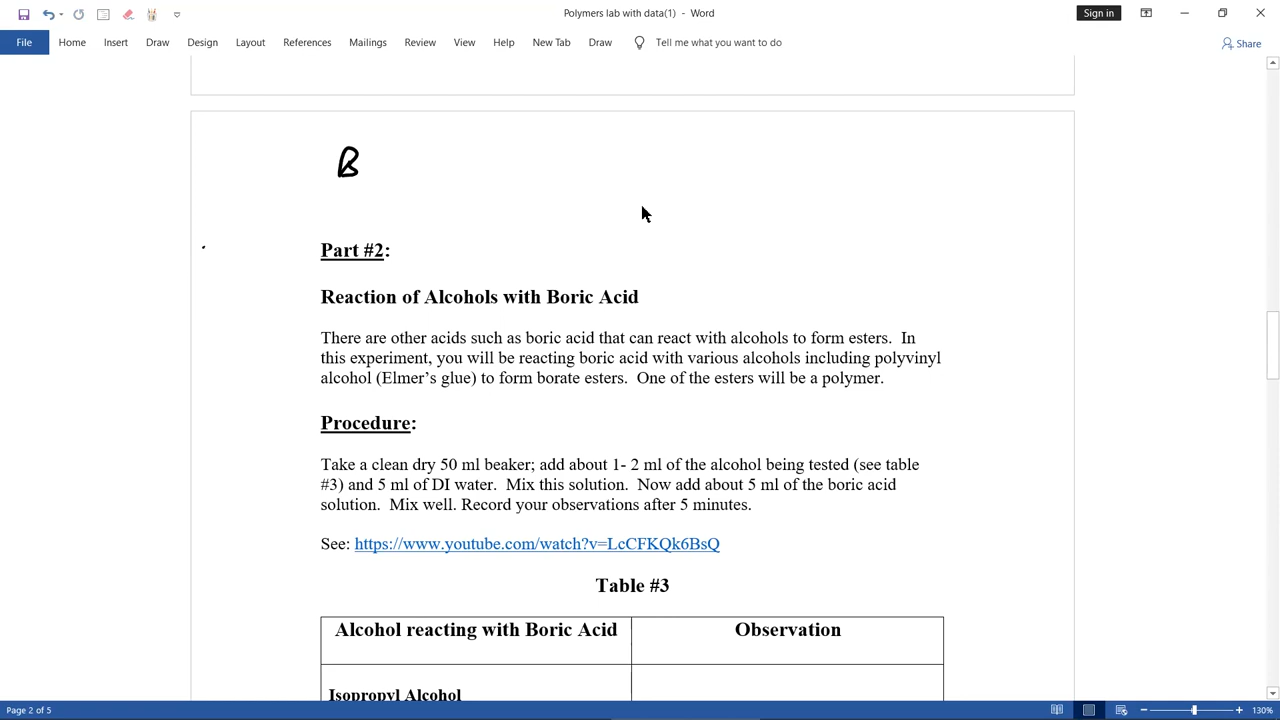 Polymers lab with data(1) - Word
Sign in
File Home Insert Draw Design Layout References Mailings Review View Help New Tab Draw Tell me what you want to do Share
B
Part #2:
Reaction of Alcohols with Boric Acid
There are other acids such as boric acid that can react with alcohols to form esters. In
this experiment, you will be reacting boric acid with various alcohols including polyvinyl
alcohol (Elmer's glue) to form borate esters. One of the esters will be a polymer.
Procedure:
Take a clean dry 50 ml beaker; add about 1- 2 ml of the alcohol being tested (see table
#3) and 5 ml of DI water. Mix this solution. Now add about 5 ml of the boric acid
solution. Mix well. Record your observations after 5 minutes.
See: https://www.youtube.com/watch?v=LcCFKQk6BsQ
Table #3
Alcohol reacting with Boric Acid Observation
Isopropyl Alcohol
Page 2 of 5 130%